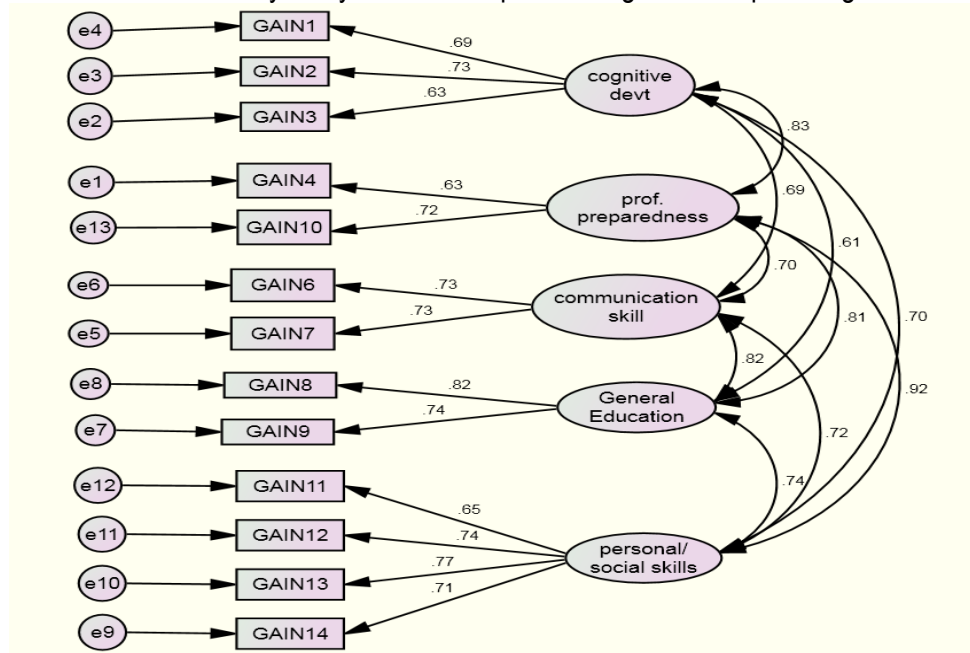 e4
GAIN1
.69
e3
GAIN2
.73
cognitive
devt
e2
GAIN3
.63
.83
e1
GAIN4
.63
.69
prof.
preparedness
e13
GAIN10
.72
.61
.70
e6
GAIN6
.73
communication
skill
e5
GAIN7
.73
.81
.70
.82
e8
GAIN8
.82
General
Education
.92
e7
GAIN9
.74
.72
e12
GAIN11
.65
.74
e11
GAIN12
.74
personal/
social skills
e10
GAIN13
.77
e9
GAIN14
.71